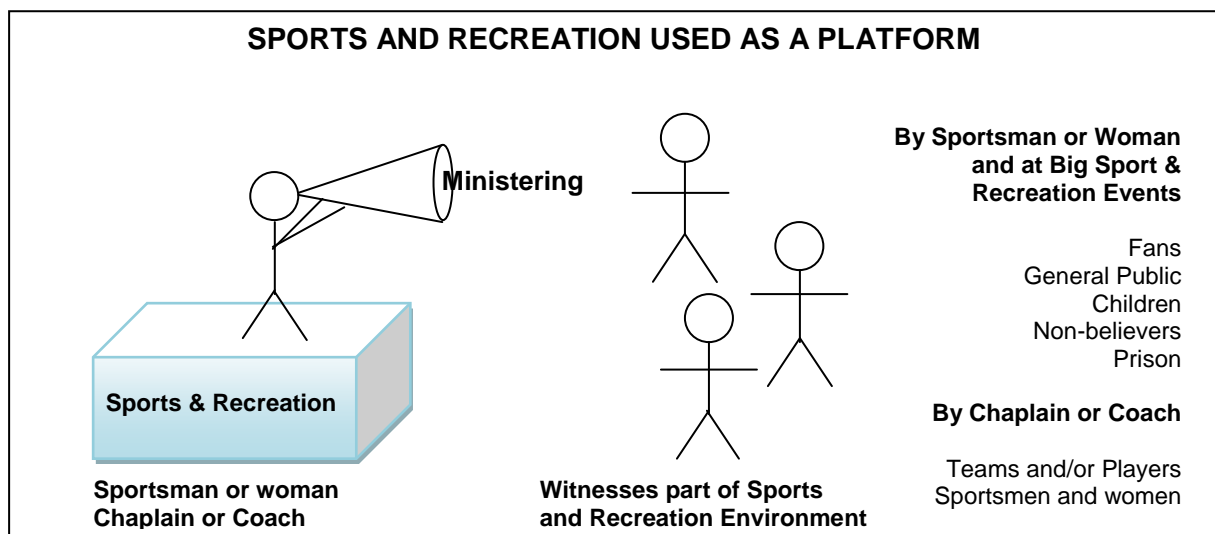 SPORTS AND RECREATION USED AS A PLATFORM
Ministering
Sports & Recreation
Sportsman or woman
Chaplain or Coach
Witnesses part of Sports
and Recreation Environment
By Sportsman or Woman
and at Big Sport &
Recreation Events
Fans
General Public
Children
Non-believers
Prison
By Chaplain or Coach
Teams and/or Players
Sportsmen and women